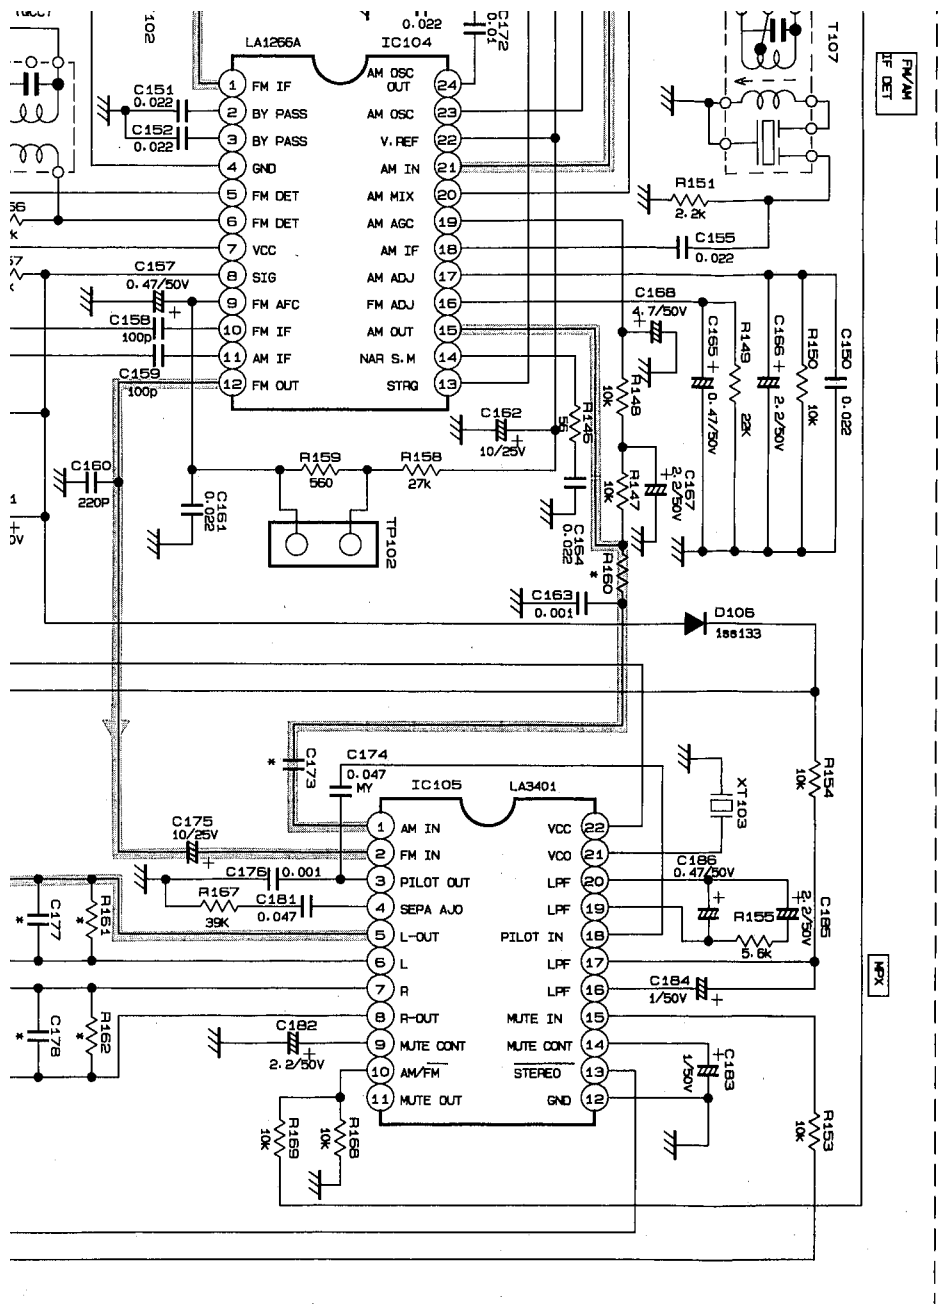 102
0.022
C172
0.01
T107
FM/AM
IF DET
LA1266A
IC104
1 FM IF
2 BY PASS
3 BY PASS
4 GND
5 FM DET
6 FM DET
7 VCC
8 SIG
9 FM AFC
10 FM IF
11 AM IF
12 FM OUT
AM OSC
OUT 24
AM OSC 23
V.REF 22
AM IN 21
AM MIX 20
AM AGC 19
AM IF 18
AM ADJ 17
FM ADJ 16
AM OUT 15
NAR S.M 14
STRG 13
C151
0.022
C152
0.022
R151
2.2k
C155
0.022
C157
0.47/50V
+
C158
100p
C159
100p
C168
4.7/50V
+
R148
10k
C165 +
0.47/50V
R149
22K
C166 +
2.2/50V
R150
10k
C150
0.022
C162
10/25V
+
R146
56
C160
220P
R159
560
R158
27k
C161
0.022
TP102
C164
0.022
R147
10k
C167
2.2/50V
+
R160
*
C163
0.001
D106
1ss133
C173
*
C174
0.047
MY
XT103
R154
10k
IC105
LA3401
1 AM IN
2 FM IN
3 PILOT OUT
4 SEPA AJO
5 L-OUT
6 L
7 R
8 R-OUT
9 MUTE CONT
10 AM/FM
11 MUTE OUT
VCC 22
VCO 21
LPF 20
LPF 19
PILOT IN 18
LPF 17
LPF 16
MUTE IN 15
MUTE CONT 14
STEREO 13
GND 12
C175
10/25V
+
C176
0.001
R167
39K
C181
0.047
C186
0.47/50V
+
R155
5.6k
C185
2.2/50V
+
C184
1/50V
+
MPX
C177
*
R161
*
C178
*
R162
*
C182
2.2/50V
+
C183
1/50V
+
R169
10k
R168
10k
R153
10k